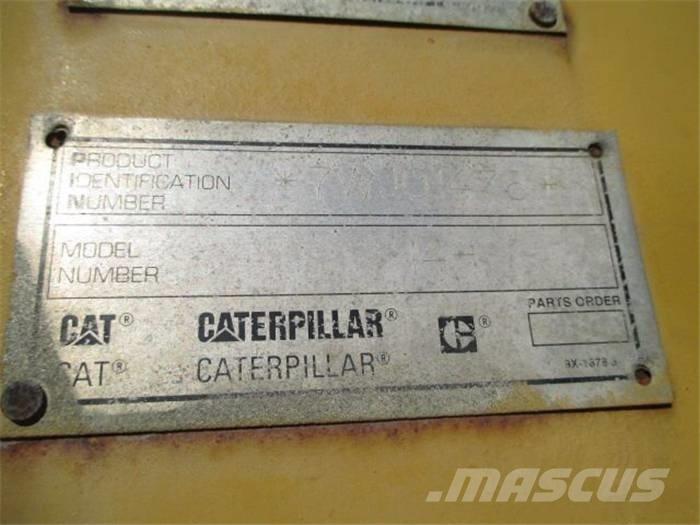 PRODUCT
IDENTIFICATION
NUMBER
MODEL
NUMBER
PARTS ORDER
CAT® CATERPILLAR® C®
CAT® CATERPILLAR®
MASCUS